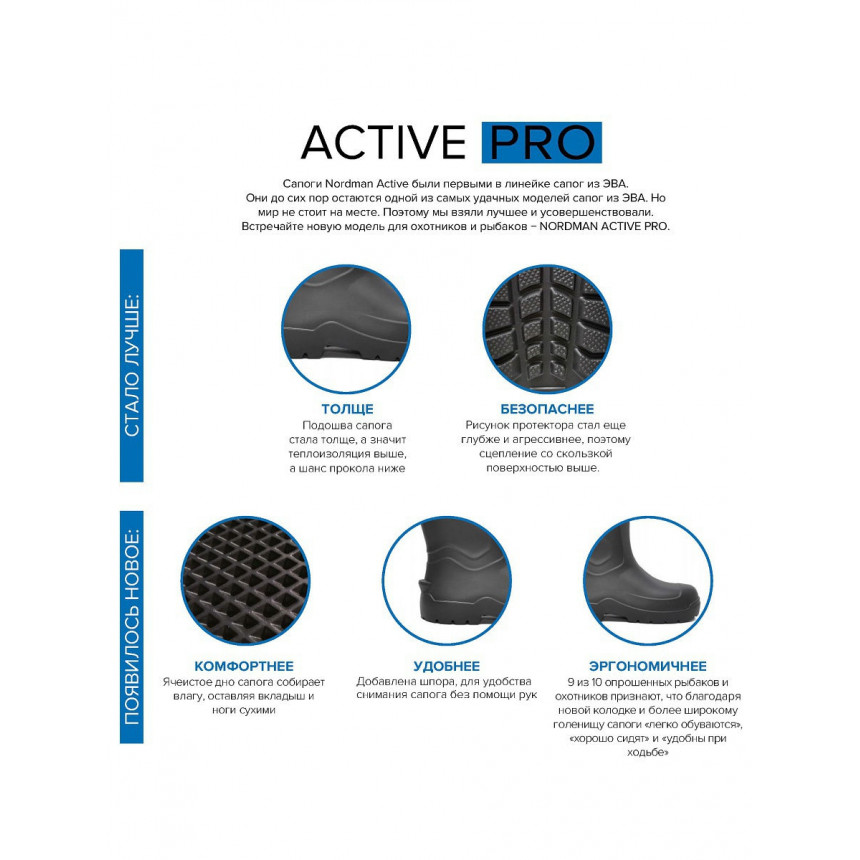 ACTIVE PRO
Сапоги Nordman Active были первыми в линейке сапог из ЭВА.
Они до сих пор остаются одной из самых удачных моделей сапог из ЭВА. Но
мир не стоит на месте. Поэтому мы взяли лучшее и усовершенствовали.
Встречайте новую модель для охотников и рыбаков – NORDMAN ACTIVE PRO.
СТАЛО ЛУЧШЕ:
ТОЛЩЕ
Подошва сапога
стала толще, а значит
теплоизоляция выше,
а шанс прокола ниже
БЕЗОПАСНЕЕ
Рисунок протектора стал еще
глубже и агрессивнее, поэтому
сцепление со скользкой
поверхностью выше.
ПОЯВИЛОСЬ НОВОЕ:
КОМФОРТНЕЕ
Ячеистое дно сапога собирает
влагу, оставляя вкладыш и
ноги сухими
УДОБНЕЕ
Добавлена шпора, для удобства
снимания сапога без помощи рук
ЭРГОНОМИЧНЕЕ
9 из 10 опрошенных рыбаков и
охотников признают, что благодаря
новой колодке и более широкому
голенищу сапоги «легко обуваются»,
«хорошо сидят» и «удобны при
ходьбе»